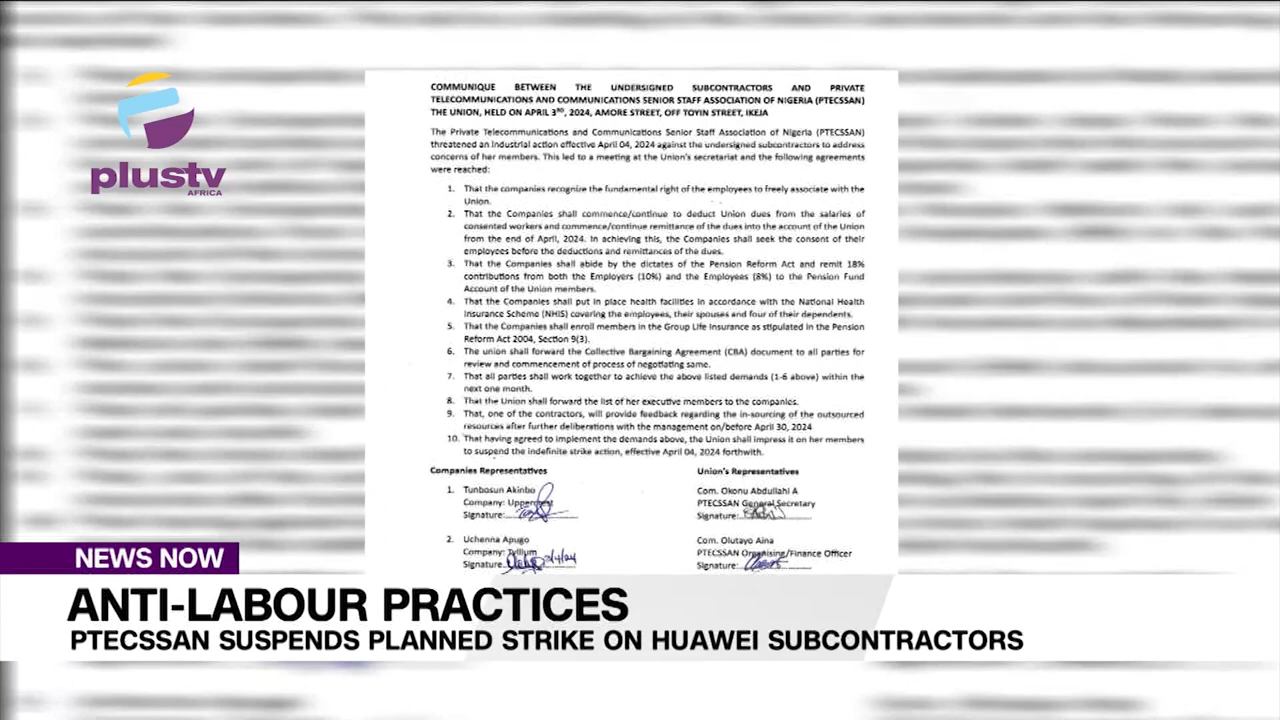 plustv
AFRICA
COMMUNIQUE BETWEEN THE UNDERSIGNED SUBCONTRACTORS AND PRIVATE
TELECOMMUNICATIONS AND COMMUNICATIONS SENIOR STAFF ASSOCIATION OF NIGERIA (PTECSSAN)
THE UNION, HELD ON APRIL 3RD, 2024, AMORE STREET, OFF TOYIN STREET, IKEJA
The Private Telecommunications and Communications Senior Staff Association of Nigeria (PTECSSAN)
threatened an Industrial action effective April 04, 2024 against the undersigned subcontractors to address
concerns of her members. This led to a meeting at the Union's secretariat and the following agreements
were reached:
1. That the companies recognize the fundamental right of the employees to freely associate with the
Union.
2. That the Companies shall commence/continue to deduct Union dues from the salaries of
consented workers and commence/continue remittance of the dues into the account of the Union
from the end of April, 2024. In achieving this, the Companies shall seek the consent of their
employees before the deductions and remittances of the dues.
3. That the Companies shall abide by the dictates of the Pension Reform Act and remit 18%
contributions from both the Employers (10%) and the Employees (8%) to the Pension Fund
Account of the Union members.
4. That the Companies shall put in place health facilities in accordance with the National Health
Insurance Scheme (NHIS) covering the employees, their spouses and four of their dependents.
5. That the Companies shall enroll members in the Group Life Insurance as stipulated in the Pension
Reform Act 2004, Section 9(3).
6. The union shall forward the Collective Bargaining Agreement (CBA) document to all parties for
review and commencement of process of negotiating same.
7. That all parties shall work together to achieve the above listed demands (1-6 above) within the
next one month.
8. That the Union shall forward the list of her executive members to the companies.
9. That, one of the contractors, will provide feedback regarding the in-sourcing of the outsourced
resources after further deliberations with the management on/before April 30, 2024
10. That having agreed to implement the demands above, the Union shall impress it on her members
to suspend the indefinite strike action, effective April 04, 2024 forthwith.
Companies Representatives
Union's Representatives
1. Tunbosun Akinbo
Company:
Signature:
Com. Okonu Abdullahi A
PTECSSAN General Secretary
Signature:
2. Uchenna Apugo
Company: Tyllium
Signature.
Com. Olutayo Aina
PTECSSAN Organising/Finance Officer
Signature:
NEWS NOW
ANTI-LABOUR PRACTICES
PTECSSAN SUSPENDS PLANNED STRIKE ON HUAWEI SUBCONTRACTORS